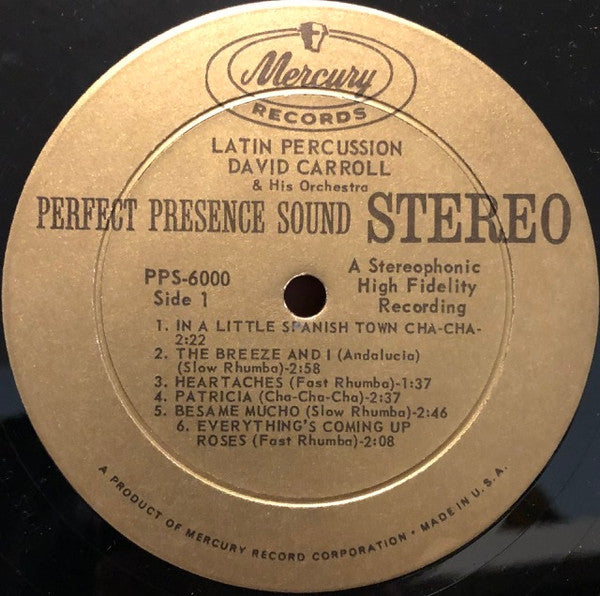 Mercury
RECORDS
LATIN PERCUSSION
DAVID CARROLL
& His Orchestra
PERFECT PRESENCE SOUND STEREO
PPS-6000
Side 1
A Stereophonic
High Fidelity
Recording
1. IN A LITTLE SPANISH TOWN CHA-CHA-
2:22
2. THE BREEZE AND I (Andalucia)
(Slow Rhumba)-2:58
3. HEARTACHES (Fast Rhumba)-1:37
4. PATRICIA (Cha-Cha-Cha)-2:37
5. BESAME MUCHO (Slow Rhumba)-2:46
6. EVERYTHING'S COMING UP
ROSES (Fast Rhumba)-2:08
A PRODUCT OF MERCURY RECORD CORPORATION • MADE IN U.S.A.